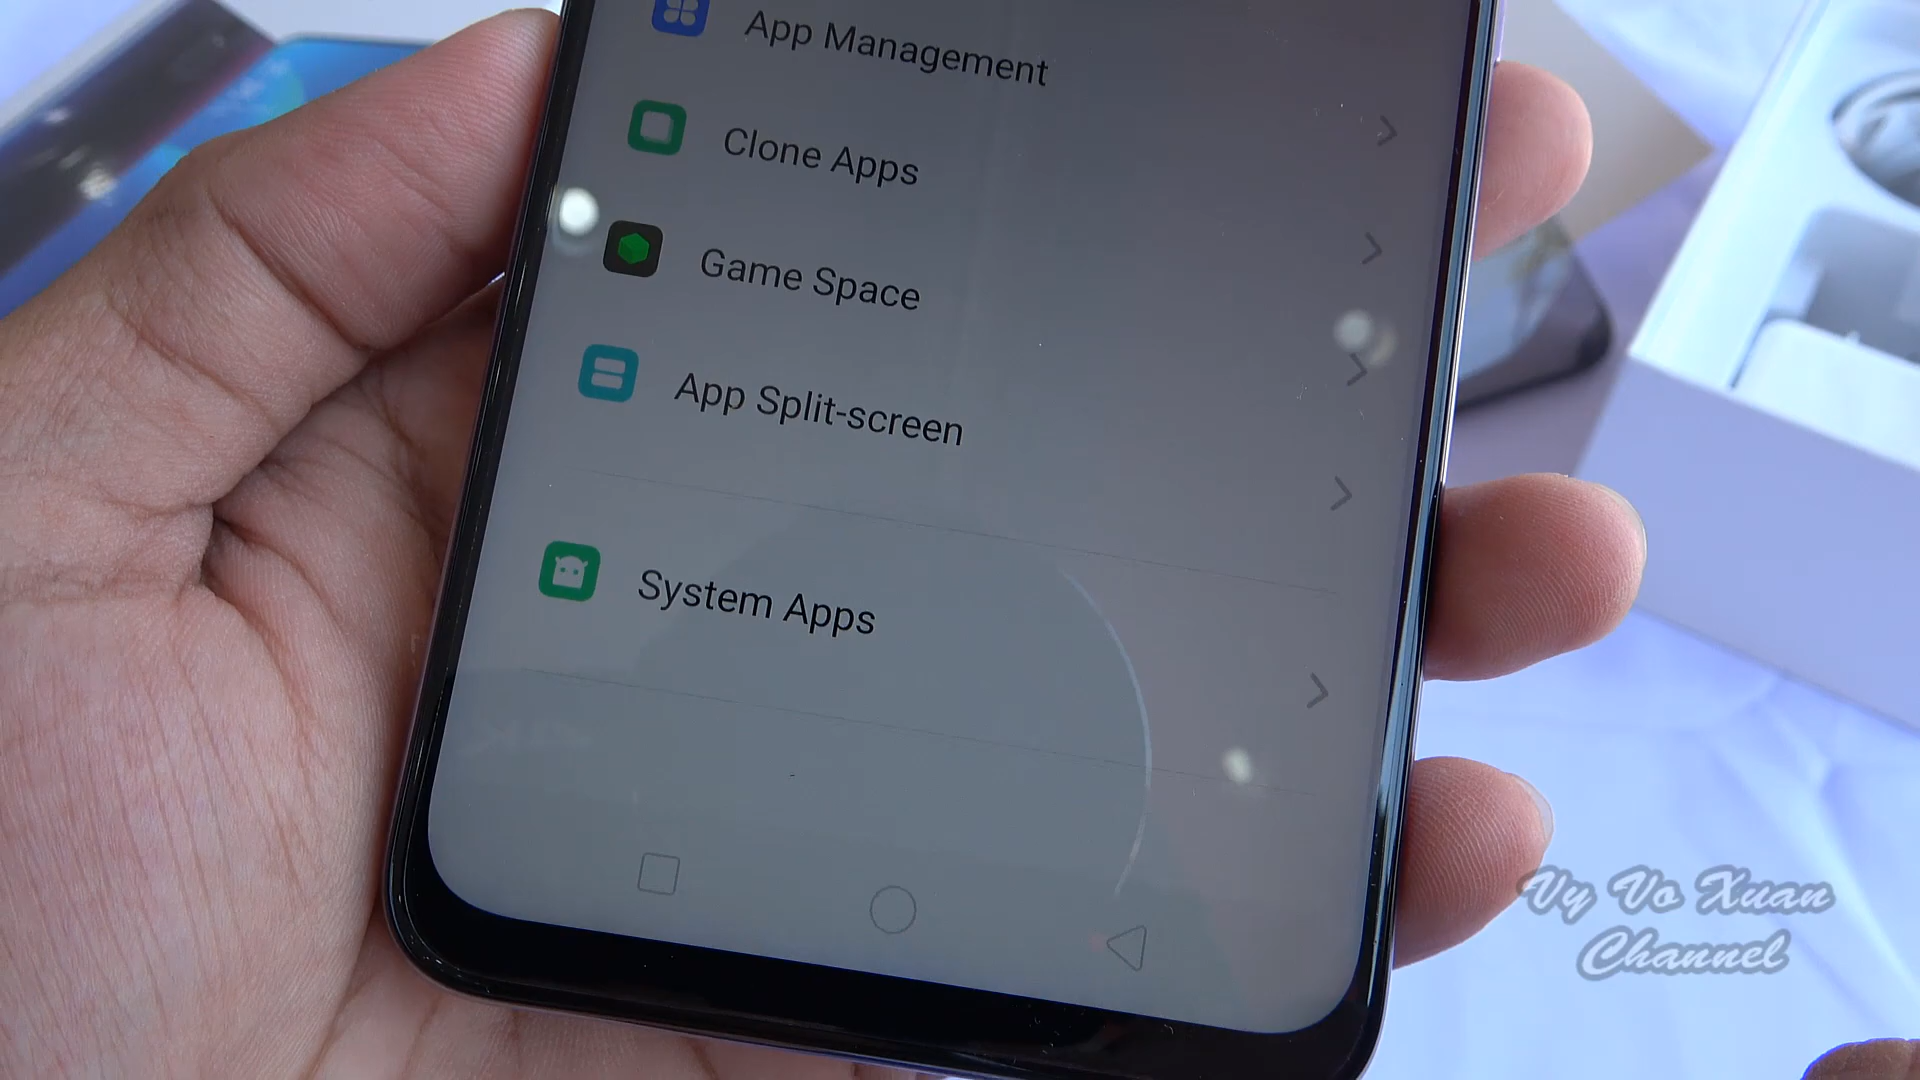 App Management
Clone Apps
Game Space
App Split-screen
System Apps
Vy Vo Xuan
Channel